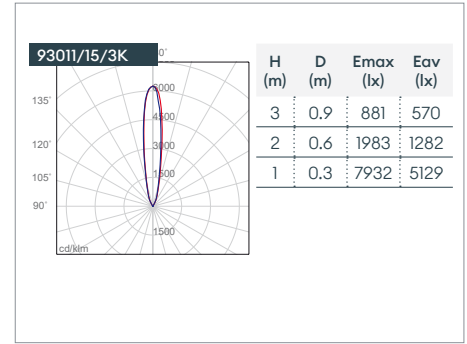 93011/15/3K
0˚
6000
135˚
4500
120˚
3000
105˚
1500
90˚
1500
cd/klm
H D Emax Eav
(m) (m) (lx) (lx)
3 0.9 881 570
2 0.6 1983 1282
1 0.3 7932 5129